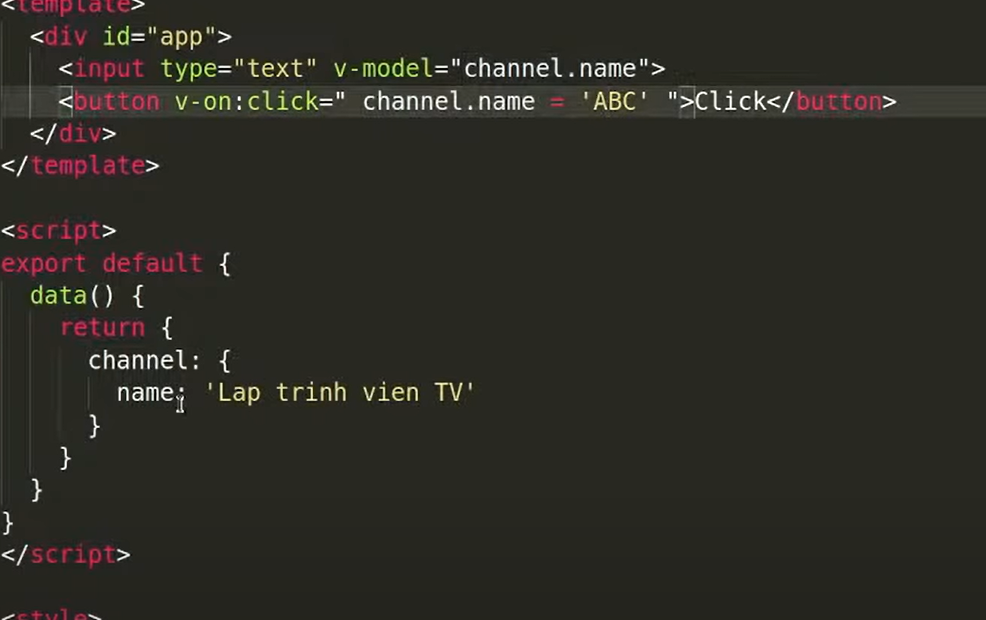 <template>
<div id="app">
<input type="text" v-model="channel.name">
<button v-on:click=" channel.name = 'ABC' ">Click</button>
</div>
</template>
<script>
export default {
data() {
return {
channel: {
name: 'Lap trinh vien TV'
}
}
}
}
</script>
<style>